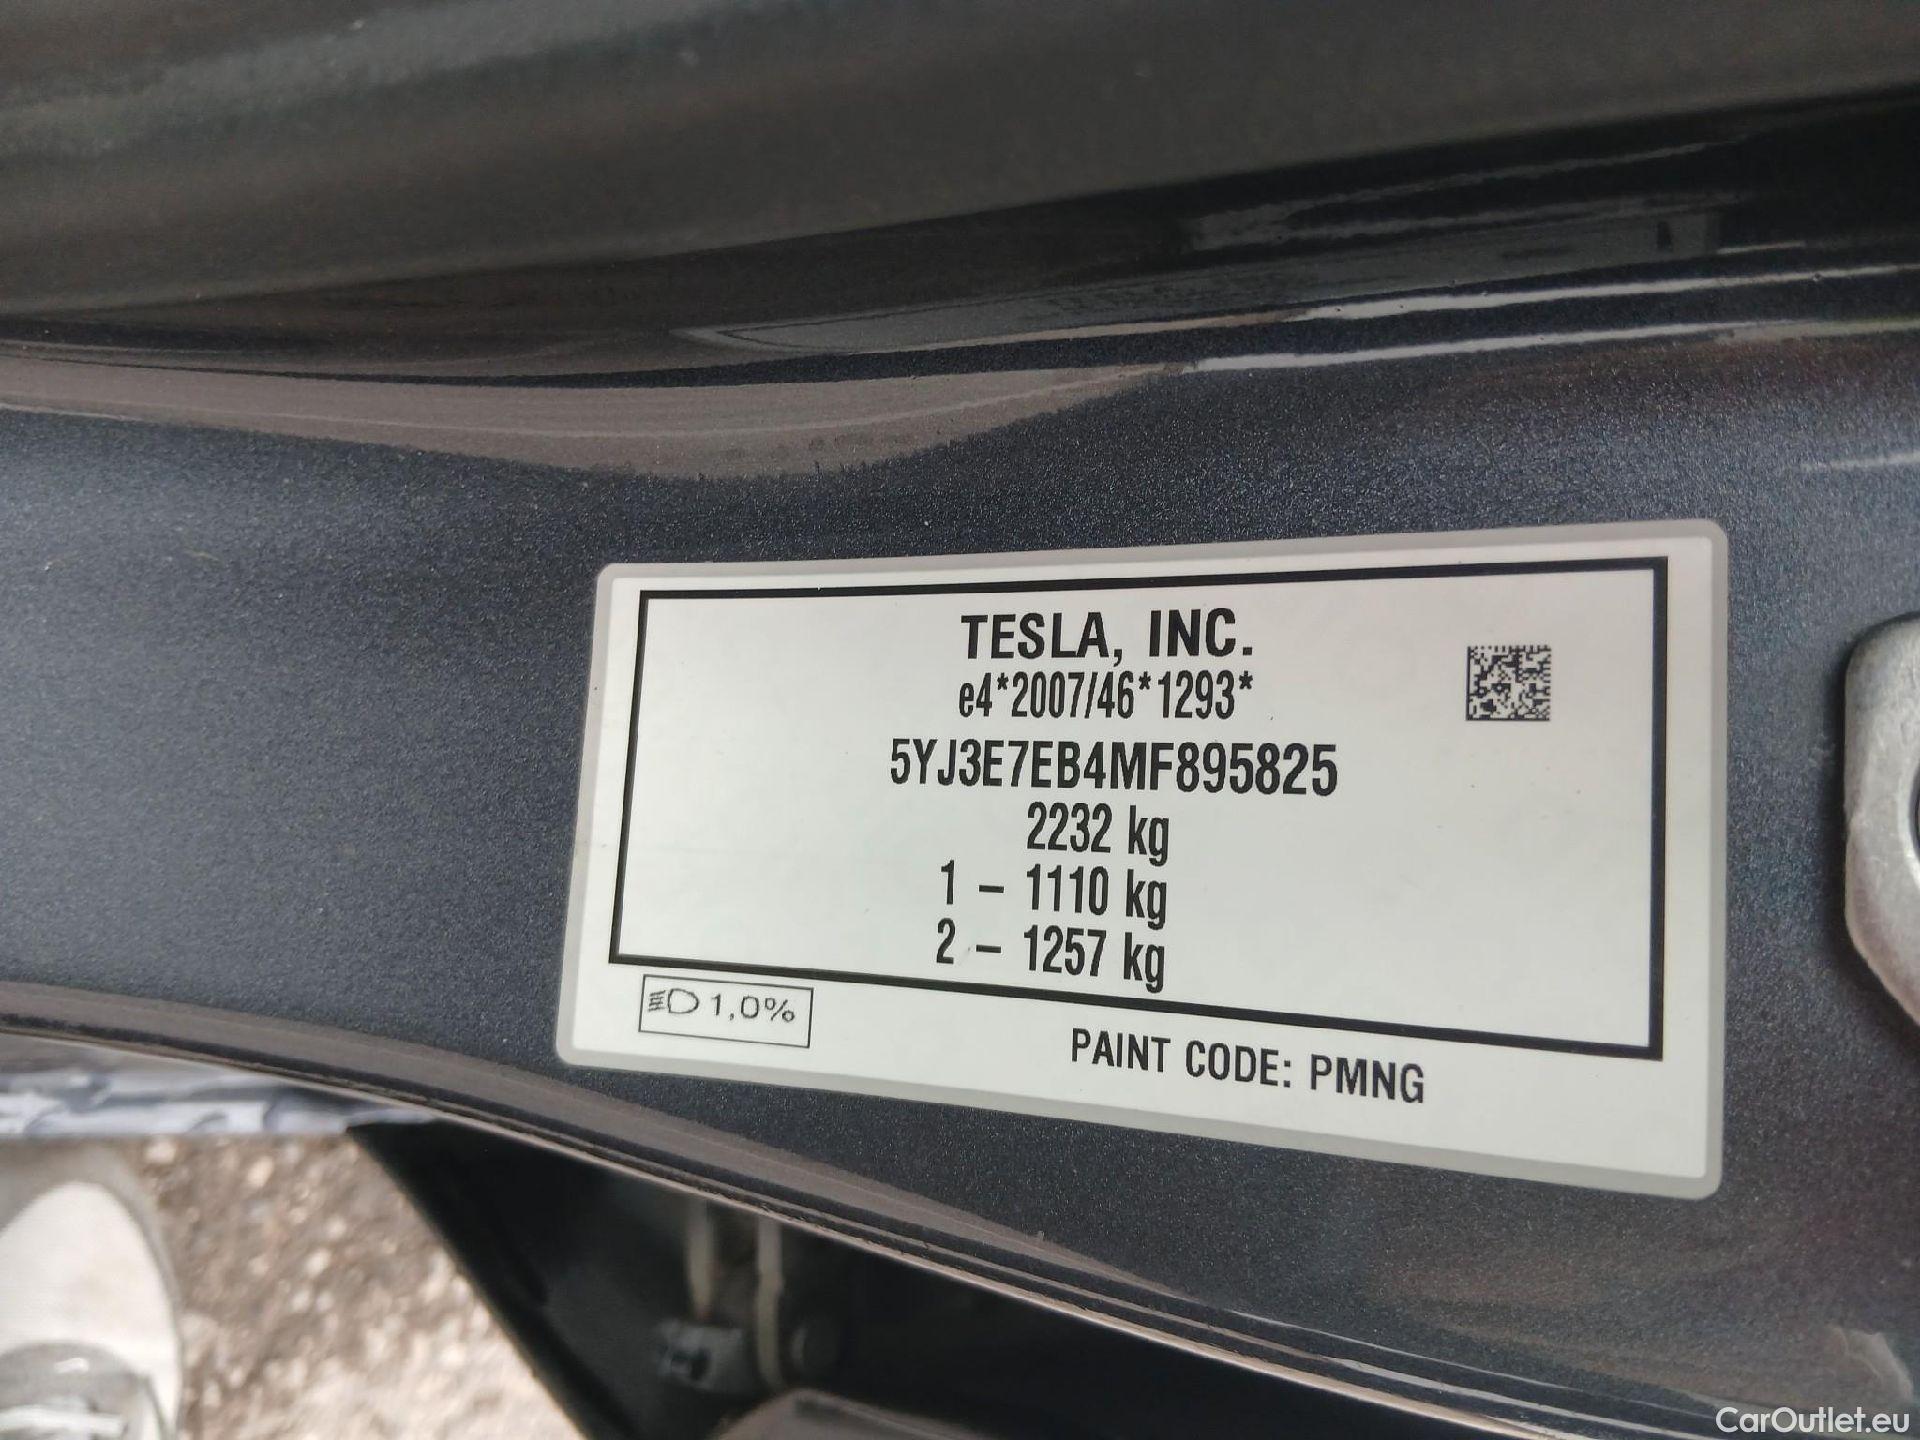 TESLA, INC.
e4*2007/46*1293*
5YJ3E7EB4MF895825
2232 kg
1 – 1110 kg
2 – 1257 kg
1,0%
PAINT CODE: PMNG
CarOutlet.eu